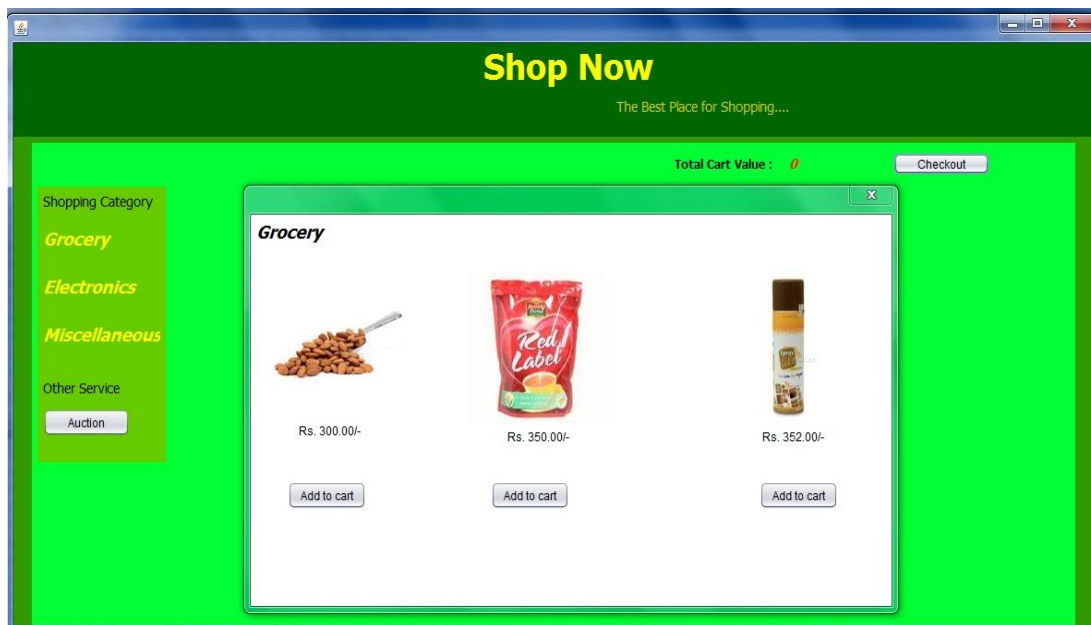 Shop Now
The Best Place for Shopping....
Total Cart Value : 0
Checkout
Shopping Category
Grocery
Electronics
Miscellaneous
Other Service
Auction
Grocery
Red
Label
Rs. 300.00/-
Rs. 350.00/-
Rs. 352.00/-
Add to cart
Add to cart
Add to cart